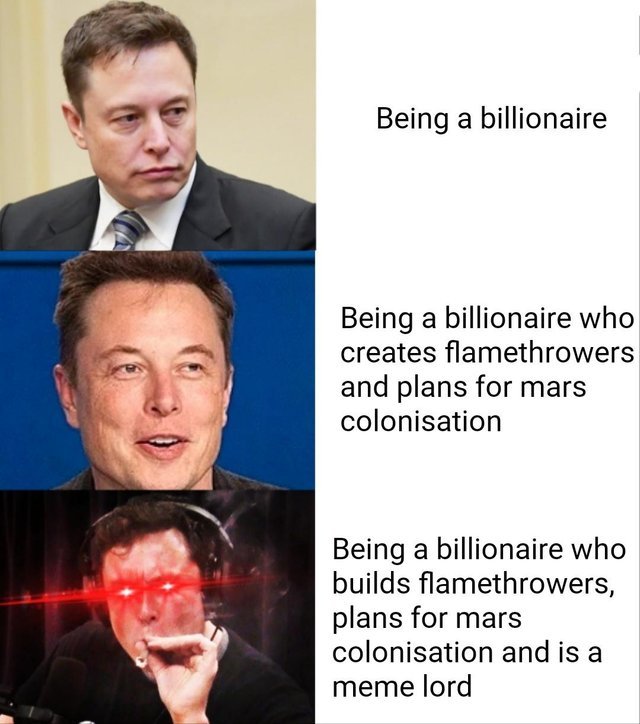 Being a billionaire
Being a billionaire who
creates flamethrowers
and plans for mars
colonisation
Being a billionaire who
builds flamethrowers,
plans for mars
colonisation and is a
meme lord